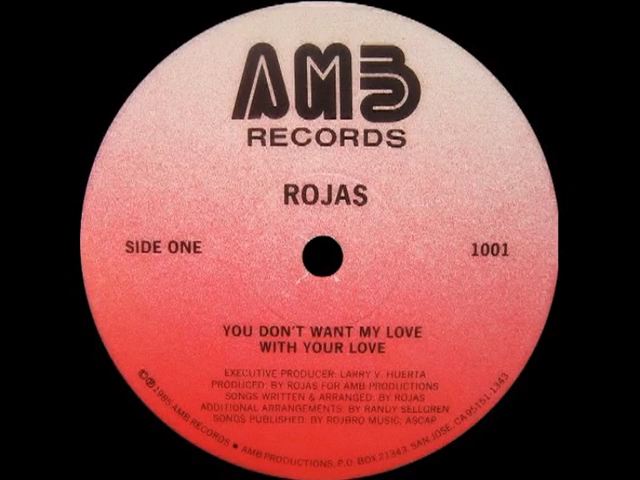 AMB
RECORDS
ROJAS
SIDE ONE
1001
YOU DON'T WANT MY LOVE
WITH YOUR LOVE
EXECUTIVE PRODUCER: LARRY V. HUERTA
PRODUCED: BY ROJAS FOR AMB PRODUCTIONS
SONGS WRITTEN & ARRANGED: BY ROJAS
ADDITIONAL ARRANGEMENTS: BY RANDY SELLGREN
SONGS PUBLISHED: BY ROJBRO MUSIC; ASCAP
©℗ 1985 AMB RECORDS ● AMB PRODUCTIONS, P.O. BOX 21343, SAN JOSE, CA 95151-1343